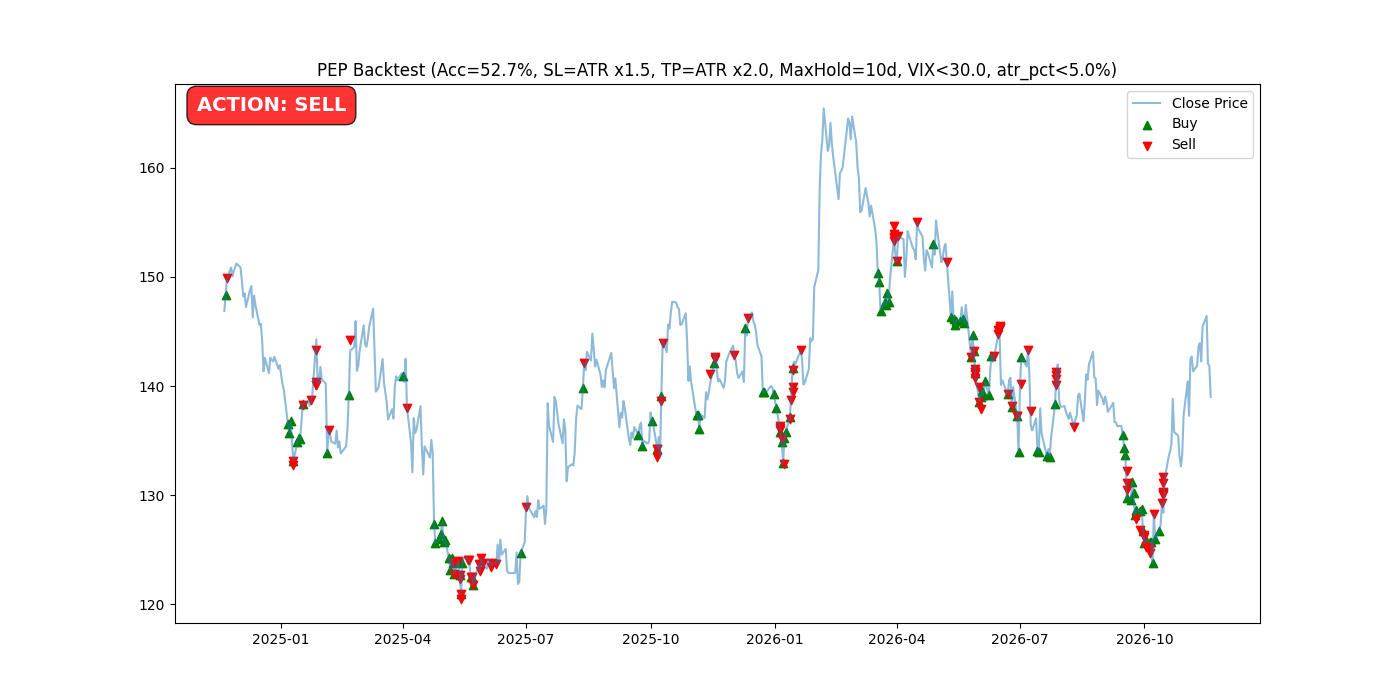 PEP Backtest (Acc=52.7%, SL=ATR x1.5, TP=ATR x2.0, MaxHold=10d, VIX<30.0, atr_pct<5.0%)
ACTION: SELL
Close Price
Buy
Sell
160
150
140
130
120
2025-01
2025-04
2025-07
2025-10
2026-01
2026-04
2026-07
2026-10